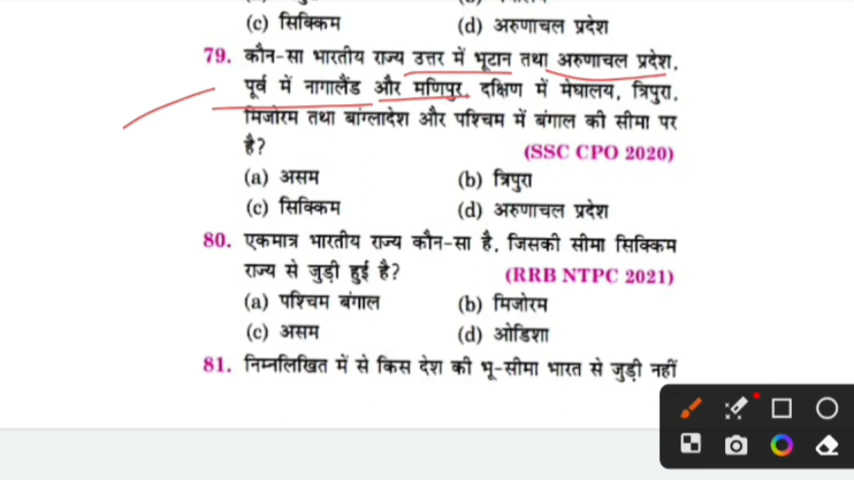 (c) सिक्किम (d) अरुणाचल प्रदेश
79. कौन-सा भारतीय राज्य उत्तर में भूटान तथा अरुणाचल प्रदेश,
पूर्व में नागालैंड और मणिपुर, दक्षिण में मेघालय, त्रिपुरा,
मिजोरम तथा बांग्लादेश और पश्चिम में बंगाल की सीमा पर
है? (SSC CPO 2020)
(a) असम (b) त्रिपुरा
(c) सिक्किम (d) अरुणाचल प्रदेश
80. एकमात्र भारतीय राज्य कौन-सा है, जिसकी सीमा सिक्किम
राज्य से जुड़ी हुई है? (RRB NTPC 2021)
(a) पश्चिम बंगाल (b) मिजोरम
(c) असम (d) ओडिशा
81. निम्नलिखित में से किस देश की भू-सीमा भारत से जुड़ी नहीं